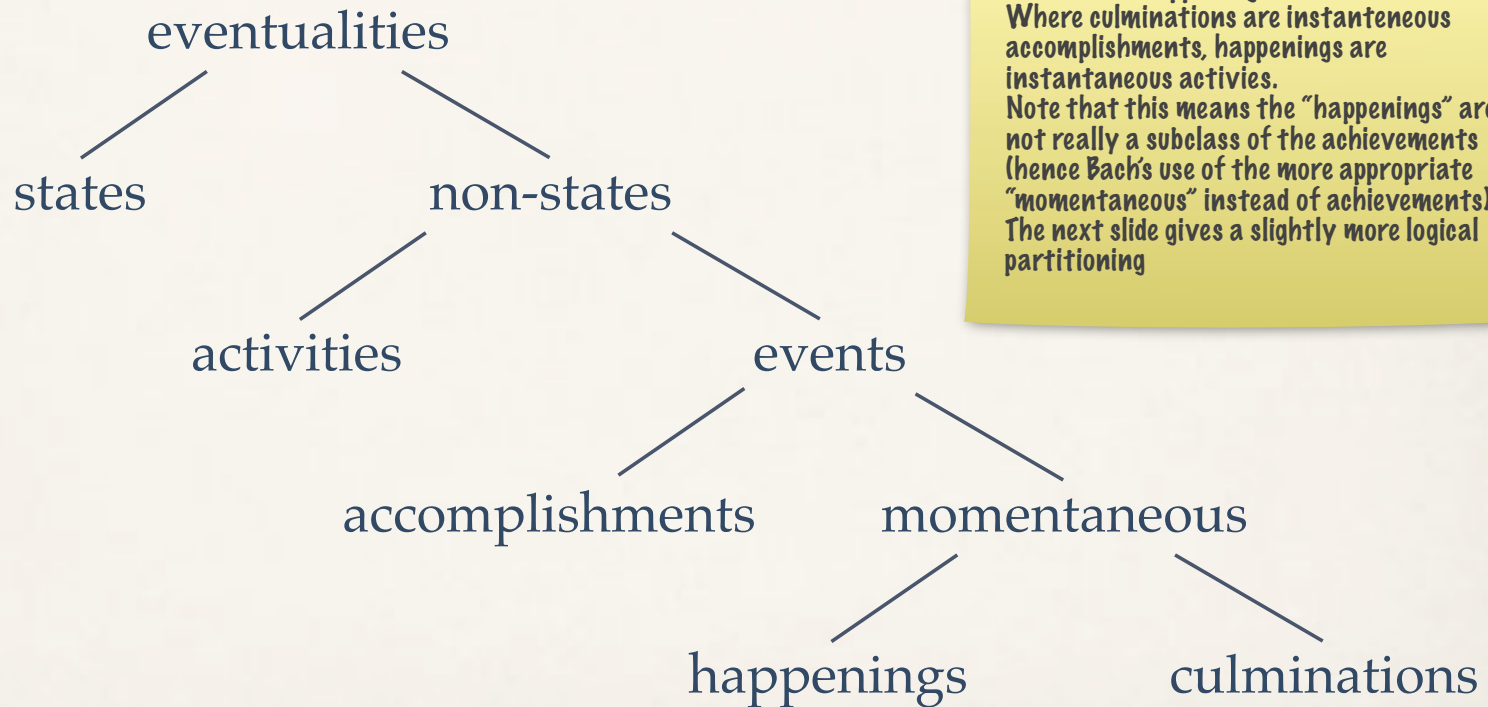 eventualities
states non-states
activities events
accomplishments momentaneous
happenings culminations
Where culminations are instanteneous
accomplishments, happenings are
instantaneous activies.
Note that this means the “happenings” are
not really a subclass of the achievements
(hence Bach's use of the more appropriate
“momentaneous” instead of achievements)
The next slide gives a slightly more logical
partitioning